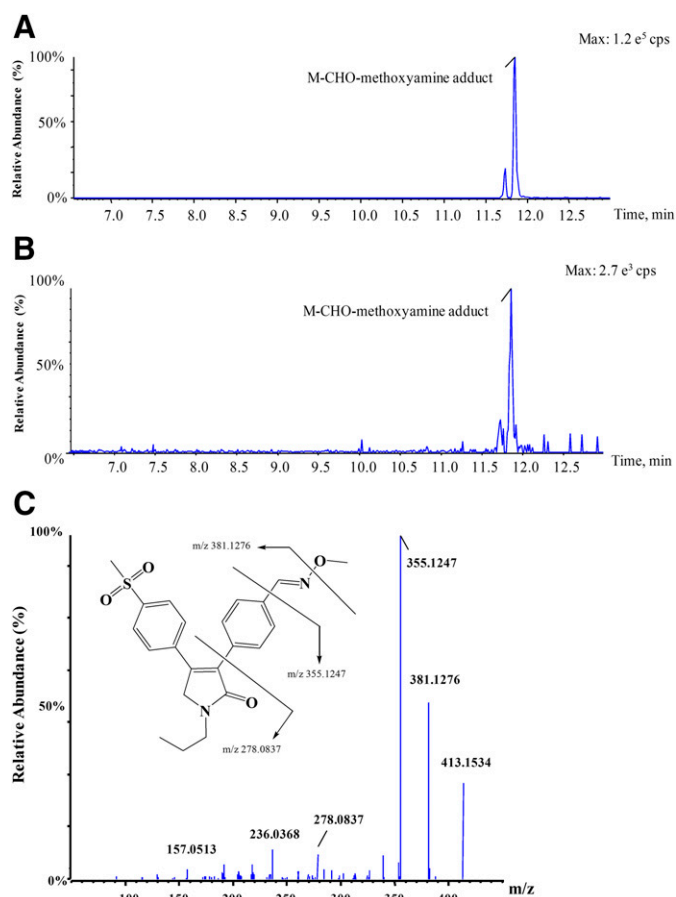 A
Max: 1.2 e⁵ cps
M-CHO-methoxyamine adduct
Relative Abundance (%)
100%
50%
0%
7.0 7.5 8.0 8.5 9.0 9.5 10.0 10.5 11.0 11.5 12.0 12.5
Time, min
B
Max: 2.7 e³ cps
M-CHO-methoxyamine adduct
Relative Abundance (%)
100%
50%
0%
7.0 7.5 8.0 8.5 9.0 9.5 10.0 10.5 11.0 11.5 12.0 12.5
Time, min
C
Relative Abundance (%)
100%
50%
0%
m/z 381.1276
O
N
O
S
O
m/z 355.1247
O
N
m/z 278.0837
355.1247
381.1276
413.1534
278.0837
236.0368
157.0513
m/z